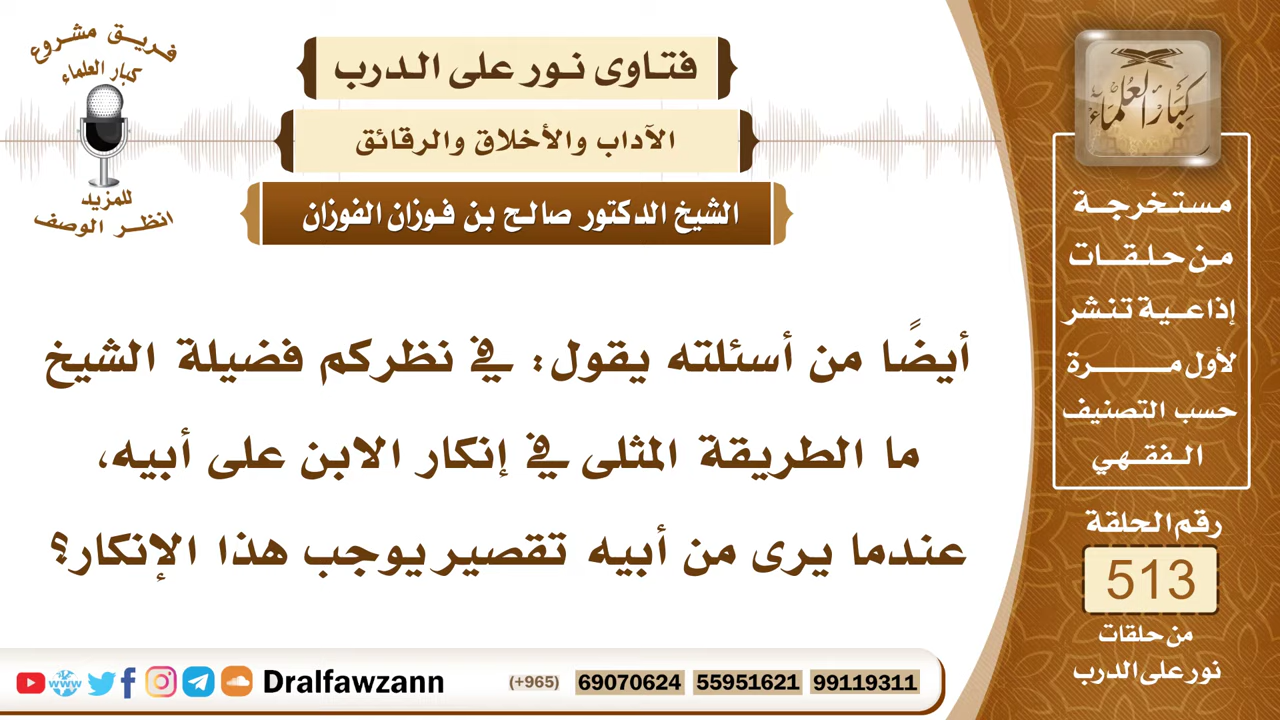 فريق مشروع
كبار العلماء
للمزيد
انظر الوصف
فتاوى نور على الدرب
الآداب والأخلاق والرقائق
الشيخ الدكتور صالح بن فوزان الفوزان
أيضًا من أسئلته يقول: في نظركم فضيلة الشيخ
ما الطريقة المثلى في إنكار الابن على أبيه،
عندما يرى من أبيه تقصير يوجب هذا الإنكار؟
كبار العلماء
مستخرجة
من حلقات
إذاعية تنشر
لأول مرة
حسب التصنيف
الفقهي
رقم الحلقة
513
من حلقات
نور على الدرب
www Dralfawzann (+965) 69070624 55951621 99119311